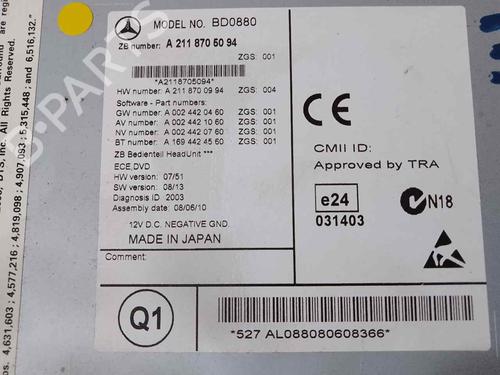 MODEL NO. BD0880
ZB number: A 211 870 50 94
ZGS: 001
*A2118705094*
HW number: A 211 870 09 94 ZGS: 004
Software - Part numbers:
GW number: A 002 442 04 60 ZGS: 001
AV number: A 002 442 10 60 ZGS: 001
NV number: A 002 442 07 60 ZGS: 001
BT number: A 169 442 45 60 ZGS: 001
ZB Bedienteil HeadUnit ***
ECE,DVD
HW version: 07/51
SW version: 08/13
Diagnosis ID: 2003
Assembly date: 08/06/10
12V D.C. NEGATIVE GND.
MADE IN JAPAN
Comment:
CE
CMII ID:
Approved by TRA
e24
031403
N18
Q1
*527 AL088080608366*
DTS, Inc. All Rights Reserved.
4,631,603; 4,577,216; 4,819,098; 4,907,093; 5,315,448; and 6,516,132."
B-PARTS